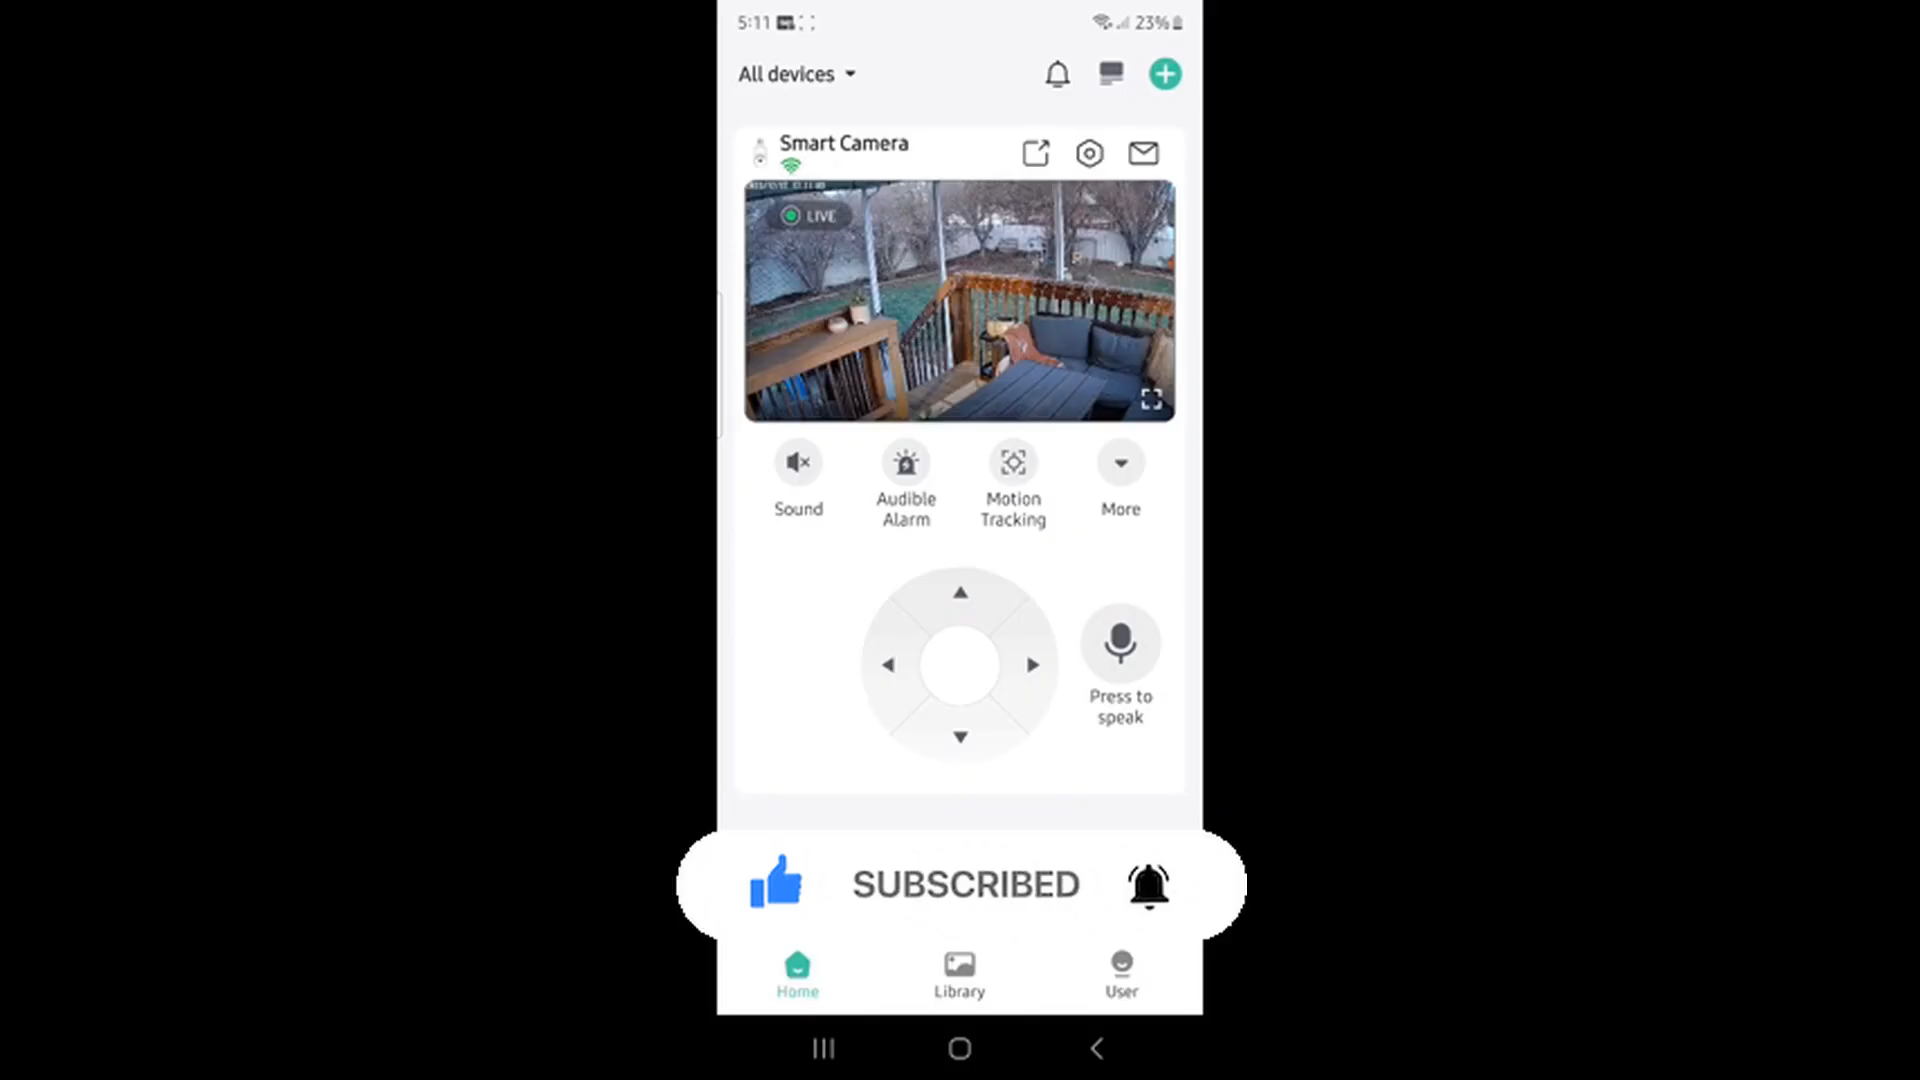 5:11
23%
All devices
Smart Camera
LIVE
Sound
Audible
Alarm
Motion
Tracking
More
Press to
speak
SUBSCRIBED
Home
Library
User